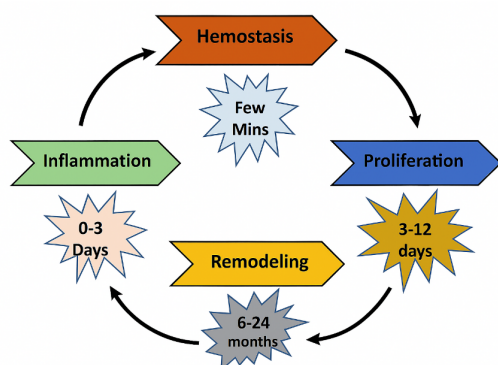 Hemostasis
Few
Mins
Inflammation
Proliferation
0-3
Days
3-12
days
Remodeling
6-24
months